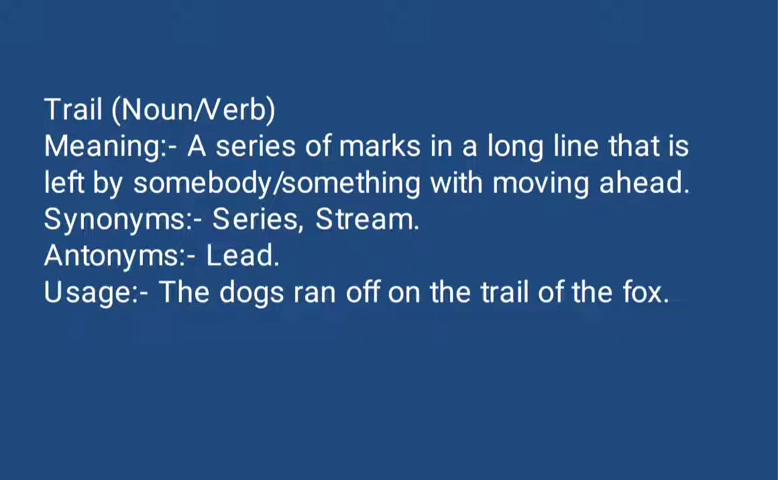 Trail (Noun/Verb)
Meaning:- A series of marks in a long line that is
left by somebody/something with moving ahead.
Synonyms:- Series, Stream.
Antonyms:- Lead.
Usage:- The dogs ran off on the trail of the fox.